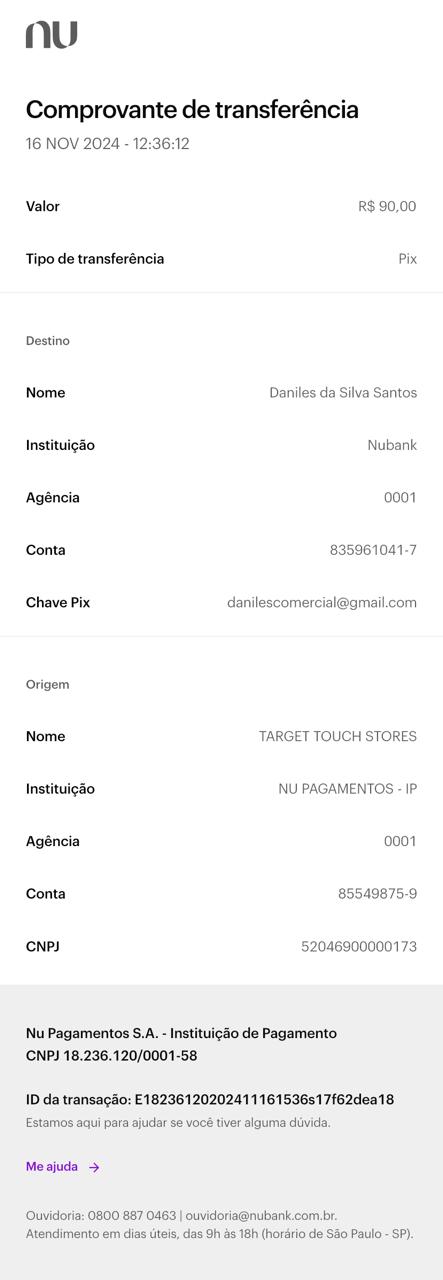 nu
Comprovante de transferência
16 NOV 2024 - 12:36:12
Valor R$ 90,00
Tipo de transferência Pix
Destino
Nome Daniles da Silva Santos
Instituição Nubank
Agência 0001
Conta 835961041-7
Chave Pix danilescomercial@gmail.com
Origem
Nome TARGET TOUCH STORES
Instituição NU PAGAMENTOS - IP
Agência 0001
Conta 85549875-9
CNPJ 52046900000173
Nu Pagamentos S.A. - Instituição de Pagamento
CNPJ 18.236.120/0001-58
ID da transação: E18236120202411161536s17f62dea18
Estamos aqui para ajudar se você tiver alguma dúvida.
Me ajuda →
Ouvidoria: 0800 887 0463 | ouvidoria@nubank.com.br.
Atendimento em dias úteis, das 9h às 18h (horário de São Paulo - SP).